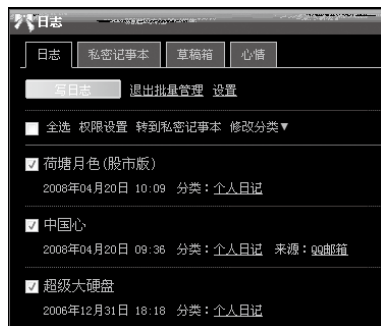 日志
日志 私密记事本 草稿箱 心情
写日志 退出批量管理 设置
全选 权限设置 转到私密记事本 修改分类▼
荷塘月色(股市版)
2008年04月20日 10:09 分类：个人日记
中国心
2008年04月20日 09:36 分类：个人日记 来源：QQ邮箱
超级大硬盘
2006年12月31日 18:18 分类：个人日记